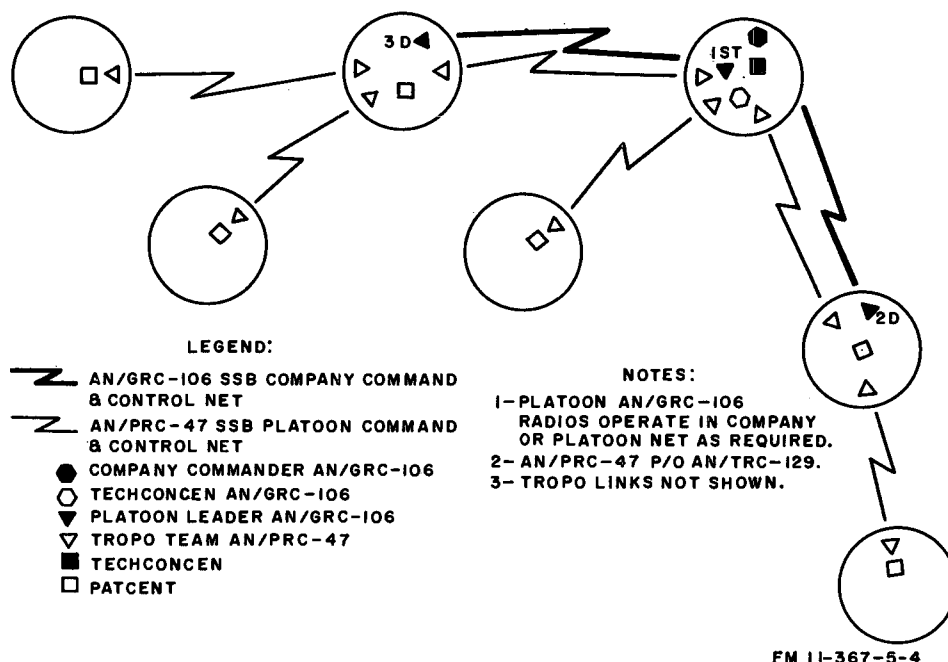 3D
1ST
2D
LEGEND:
AN/GRC-106 SSB COMPANY COMMAND
& CONTROL NET
AN/PRC-47 SSB PLATOON COMMAND
& CONTROL NET
COMPANY COMMANDER AN/GRC-106
TECHCONCEN AN/GRC-106
PLATOON LEADER AN/GRC-106
TROPO TEAM AN/PRC-47
TECHCONCEN
PATCENT
NOTES:
1-PLATOON AN/GRC-106
RADIOS OPERATE IN COMPANY
OR PLATOON NET AS REQUIRED.
2-AN/PRC-47 P/O AN/TRC-129.
3-TROPO LINKS NOT SHOWN.
FM 11-367-5-4